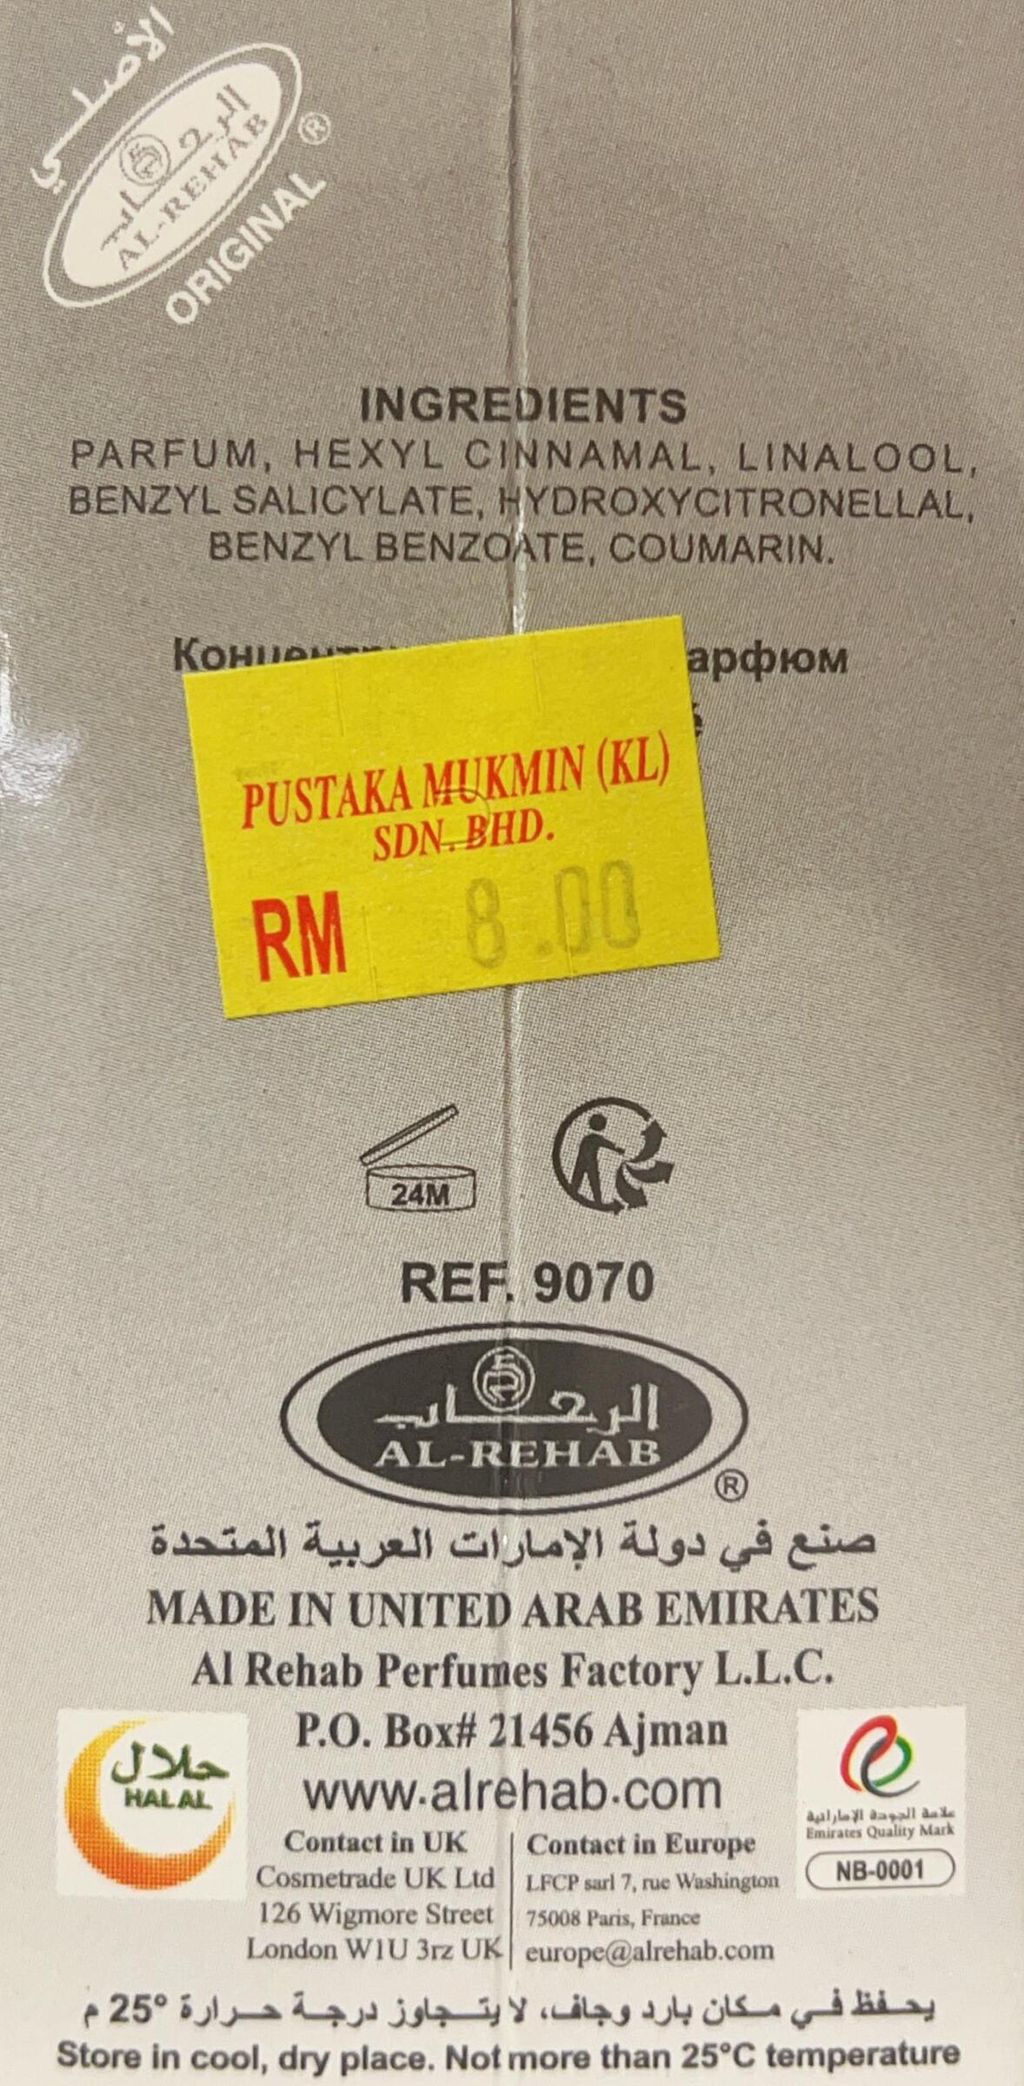 الأصلي
الرحاب
AL-REHAB
®
ORIGINAL
INGREDIENTS
PARFUM, HEXYL CINNAMAL, LINALOOL,
BENZYL SALICYLATE, HYDROXYCITRONELLAL,
BENZYL BENZOATE, COUMARIN.
PUSTAKA MUKMIN (KL)
SDN. BHD.
RM 8.00
24M
REF. 9070
الرحاب
AL-REHAB
®
صنع في دولة الإمارات العربية المتحدة
MADE IN UNITED ARAB EMIRATES
Al Rehab Perfumes Factory L.L.C.
P.O. Box# 21456 Ajman
www.alrehab.com
حلال
HALAL
Contact in UK
Cosmetrade UK Ltd
126 Wigmore Street
London W1U 3rz UK
Contact in Europe
LFCP sarl 7, rue Washington
75008 Paris, France
europe@alrehab.com
علامة الجودة الإماراتية
Emirates Quality Mark
NB-0001
يحفظ في مكان بارد وجاف، لا يتجاوز درجة حرارة 25° م
Store in cool, dry place. Not more than 25°C temperature